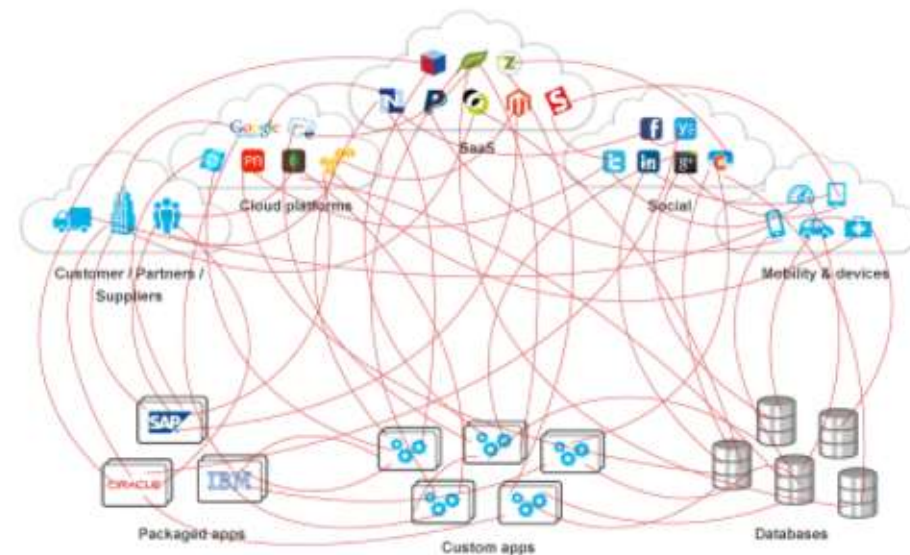 SaaS
Google
Cloud platforms
Social
Customer / Partners /
Suppliers
Mobility & devices
SAP
ORACLE
IBM
Packaged apps
Custom apps
Databases